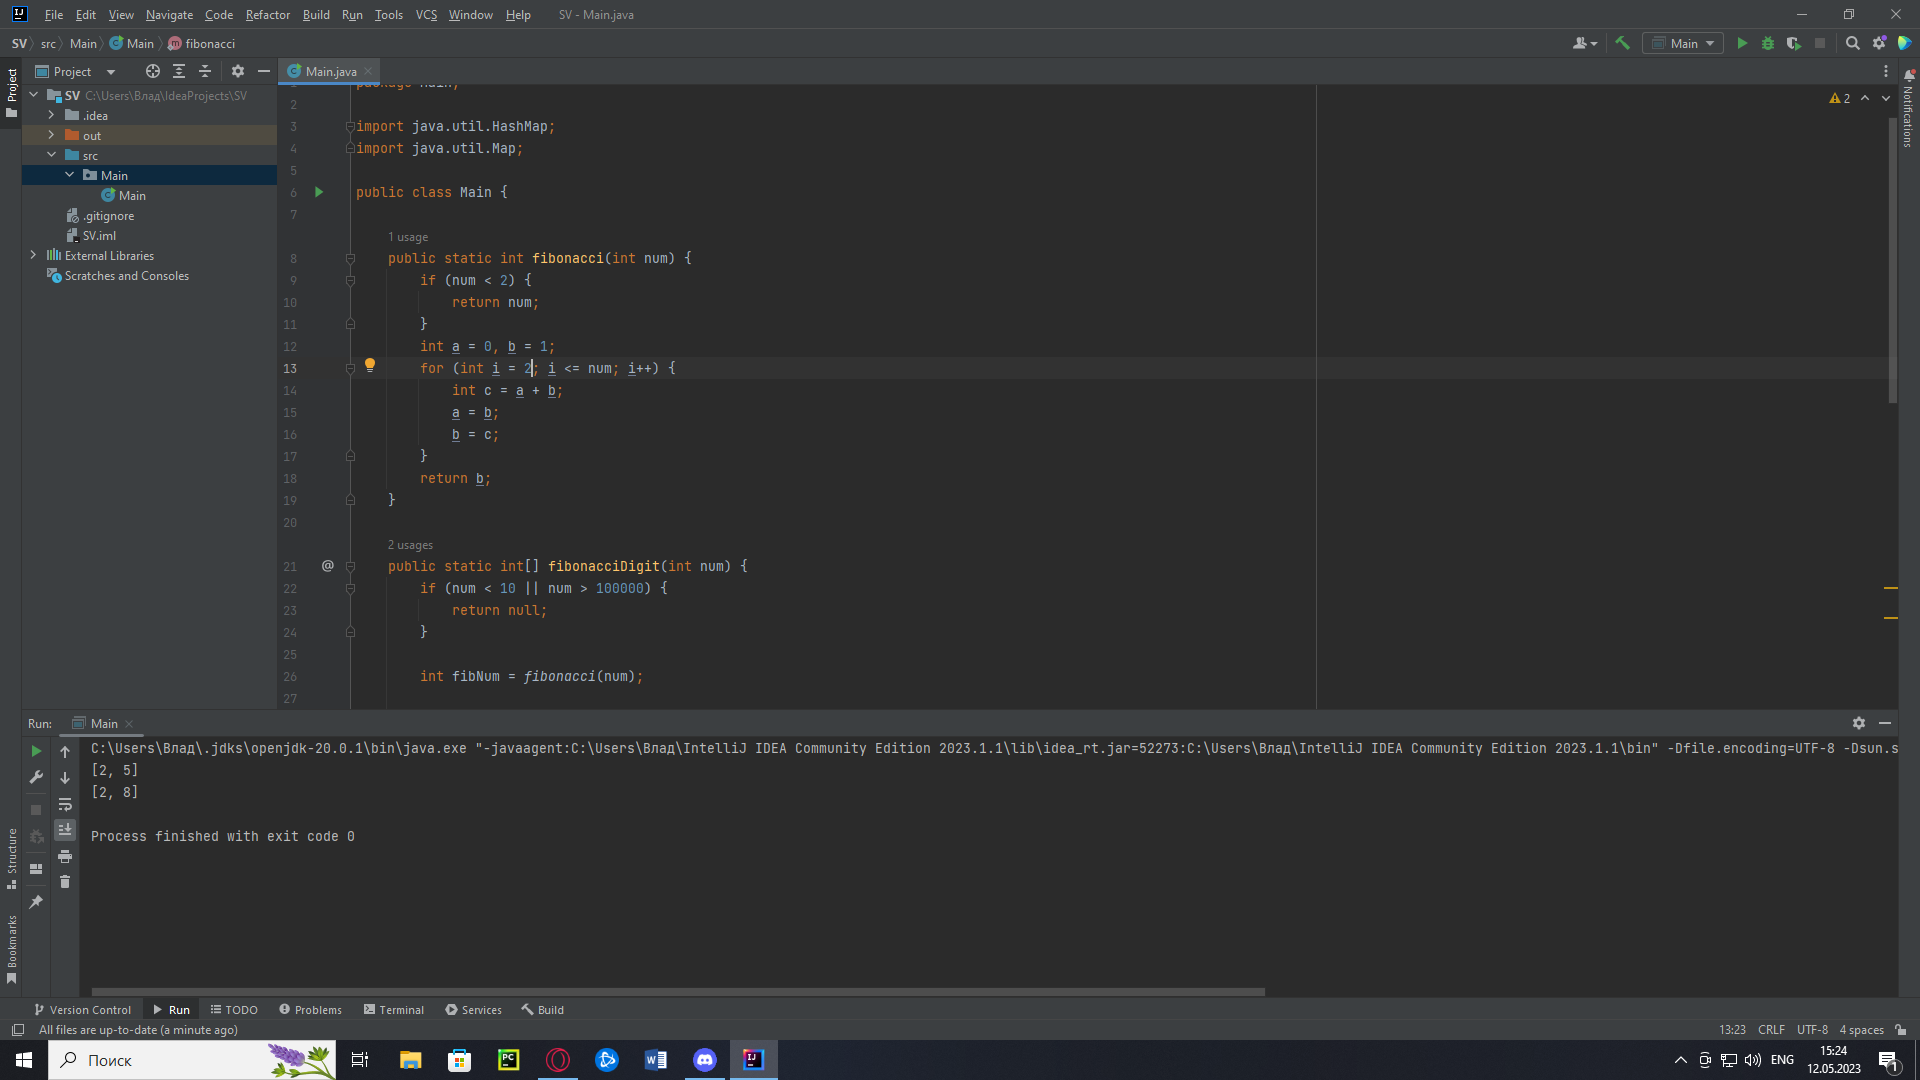 File Edit View Navigate Code Refactor Build Run Tools VCS Window Help SV - Main.java
SV src Main Main fibonacci
Main
Project
Main.java
Project
SV C:\Users\Влад\IdeaProjects\SV
.idea
out
src
Main
Main
.gitignore
SV.iml
External Libraries
Scratches and Consoles
2
Notifications
2
3 import java.util.HashMap;
4 import java.util.Map;
5
6 public class Main {
7
1 usage
8 public static int fibonacci(int num) {
9 if (num < 2) {
10 return num;
11 }
12 int a = 0, b = 1;
13 for (int i = 2; i <= num; i++) {
14 int c = a + b;
15 a = b;
16 b = c;
17 }
18 return b;
19 }
20
2 usages
21 @ public static int[] fibonacciDigit(int num) {
22 if (num < 10 || num > 100000) {
23 return null;
24 }
25
26 int fibNum = fibonacci(num);
27
Run: Main
C:\Users\Влад\.jdks\openjdk-20.0.1\bin\java.exe "-javaagent:C:\Users\Влад\IntelliJ IDEA Community Edition 2023.1.1\lib\idea_rt.jar=52273:C:\Users\Влад\IntelliJ IDEA Community Edition 2023.1.1\bin" -Dfile.encoding=UTF-8 -Dsun.s
[2, 5]
[2, 8]
Process finished with exit code 0
Structure
Bookmarks
Version Control Run TODO Problems Terminal Services Build
All files are up-to-date (a minute ago) 13:23 CRLF UTF-8 4 spaces
Поиск
ENG
15:24
12.05.2023
1